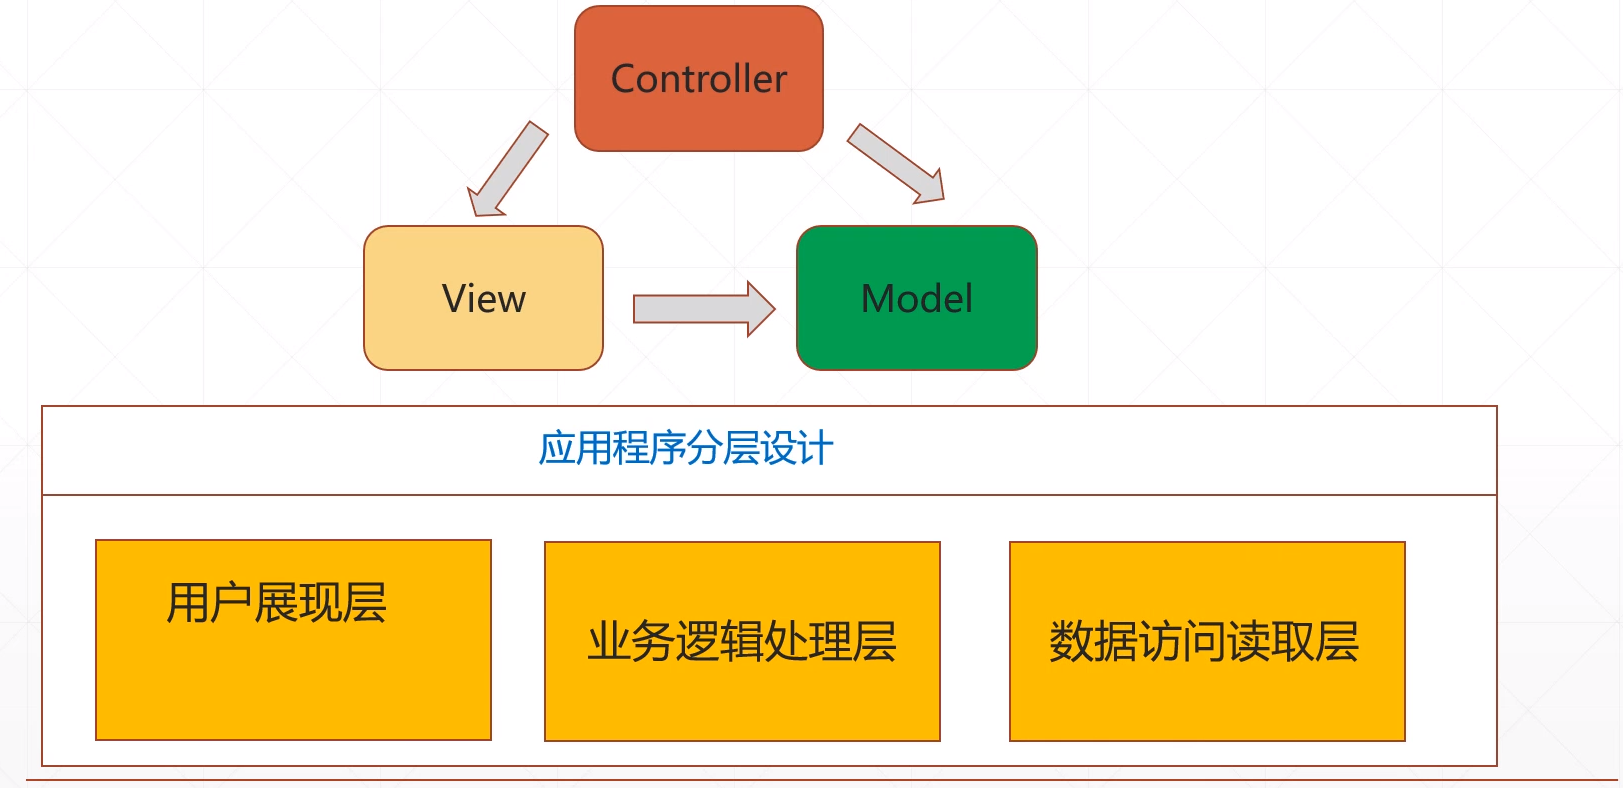 Controller
View
Model
应用程序分层设计
用户展现层
业务逻辑处理层
数据访问读取层